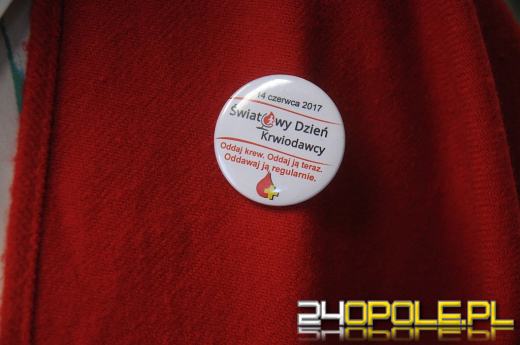 14 czerwca 2017
Światowy Dzień
Krwiodawcy
Oddaj krew. Oddaj ją teraz.
Oddawaj ją regularnie.
24OPOLE.PL